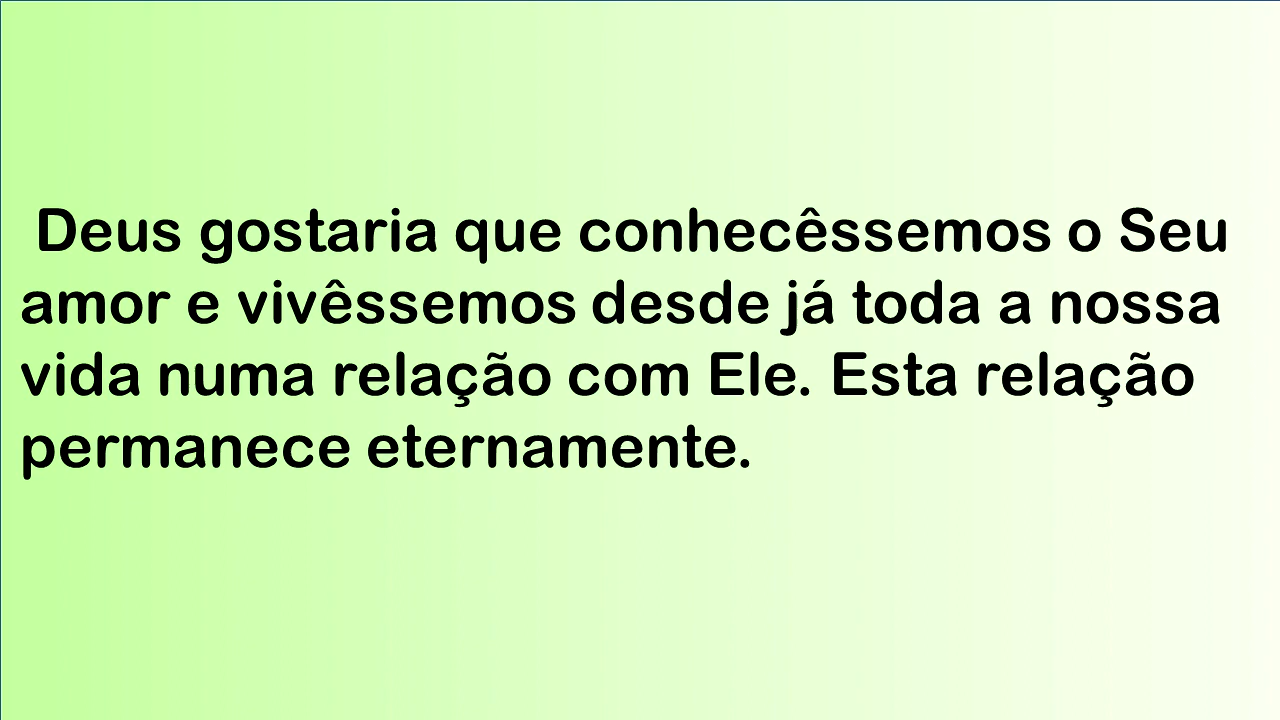 Deus gostaria que conhecêssemos o Seu
amor e vivêssemos desde já toda a nossa
vida numa relação com Ele. Esta relação
permanece eternamente.